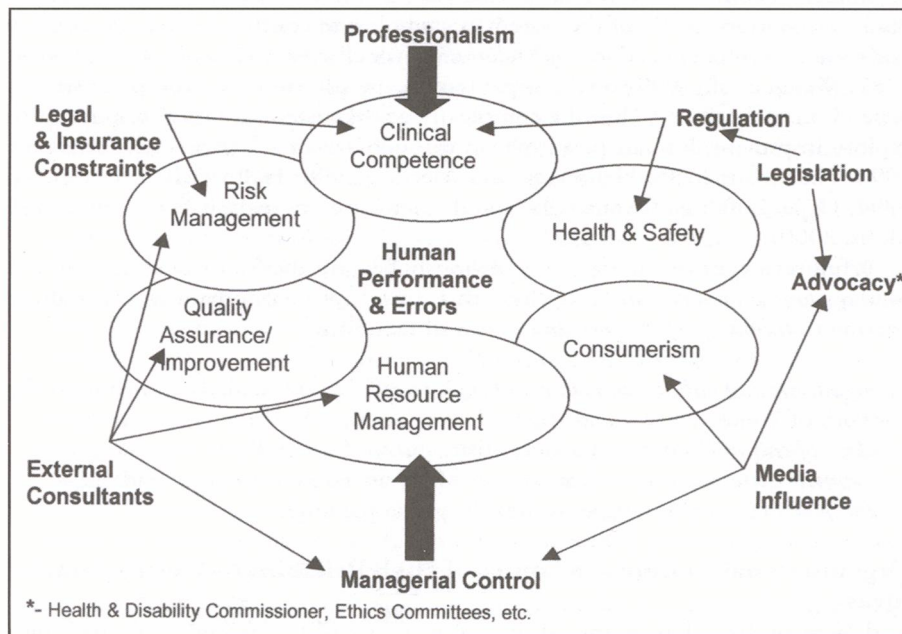 Professionalism
Legal
& Insurance
Constraints
Clinical
Competence
Regulation
Legislation
Risk
Management
Health & Safety
Human
Performance
& Errors
Advocacy*
Quality
Assurance/
Improvement
Consumerism
Human
Resource
Management
External
Consultants
Media
Influence
Managerial Control
*- Health & Disability Commissioner, Ethics Committees, etc.